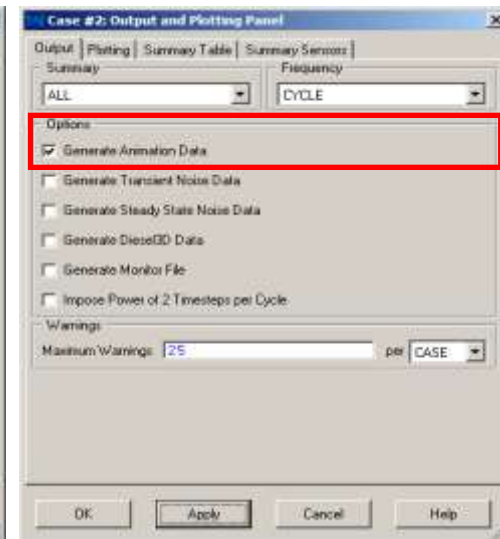 Case #2: Output and Plotting Panel
Output Plotting Summary Table Summary Sensors
Summary Frequency
ALL CYCLE
Options
Generate Animation Data
Generate Transient Noise Data
Generate Steady State Noise Data
Generate Diesel3D Data
Generate Monitor File
Impose Power of 2 Timesteps per Cycle
Warnings
Maximum Warnings 25 per CASE
OK Apply Cancel Help